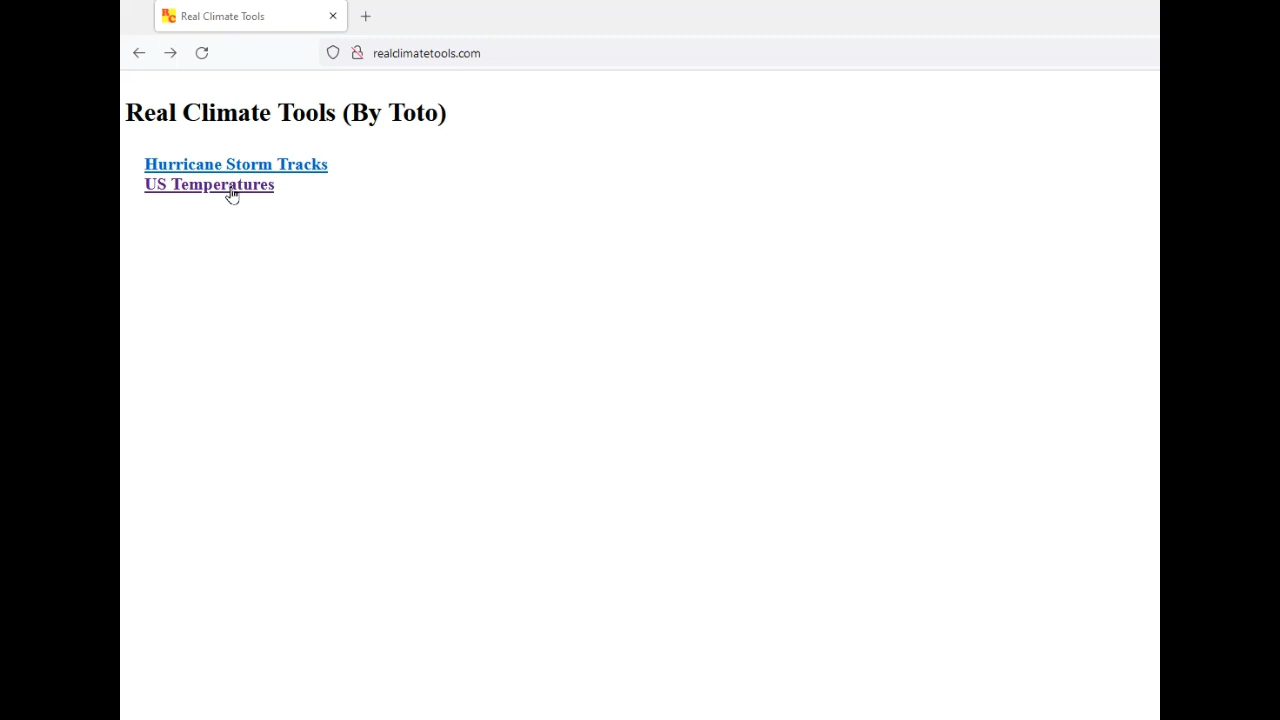 Real Climate Tools
realclimatetools.com
Real Climate Tools (By Toto)
Hurricane Storm Tracks
US Temperatures